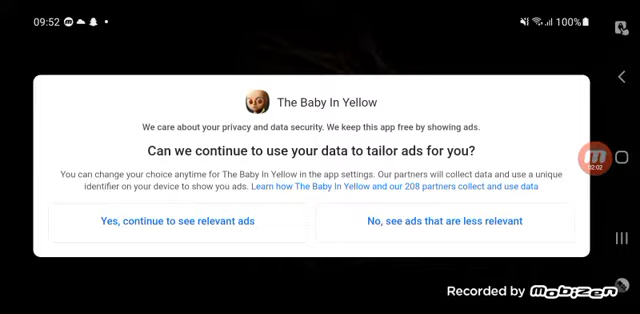 09:52
100%
The Baby In Yellow
We care about your privacy and data security. We keep this app free by showing ads.
Can we continue to use your data to tailor ads for you?
You can change your choice anytime for The Baby In Yellow in the app settings. Our partners will collect data and use a unique
identifier on your device to show you ads. Learn how The Baby In Yellow and our 208 partners collect and use data
Yes, continue to see relevant ads
No, see ads that are less relevant
02:02
Recorded by mobizen